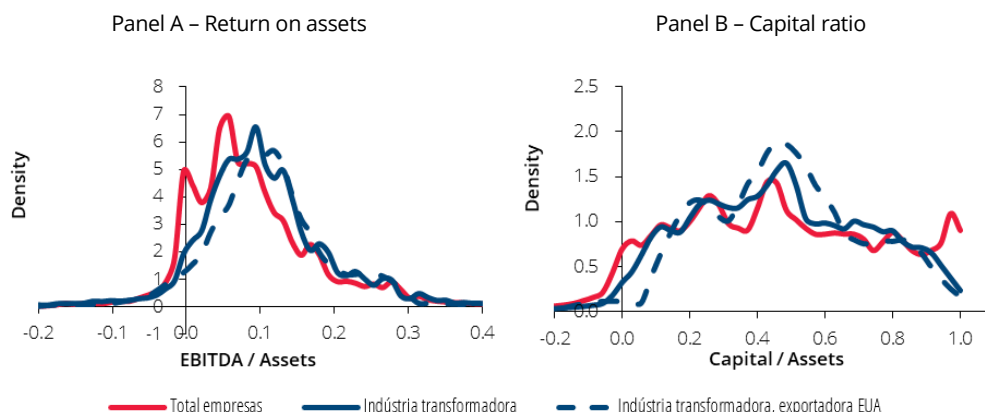 Panel A – Return on assets
Panel B – Capital ratio
Density
8
7
6
5
4
3
2
1
0
-1
-0.2 -0.1 0.0 0.1 0.2 0.3 0.4
EBITDA / Assets
Density
2.5
2.0
1.5
1.0
0.5
0.0
-0.2 0.0 0.2 0.4 0.6 0.8 1.0
Capital / Assets
Total empresas Indústria transformadora Indústria transformadora, exportadora EUA